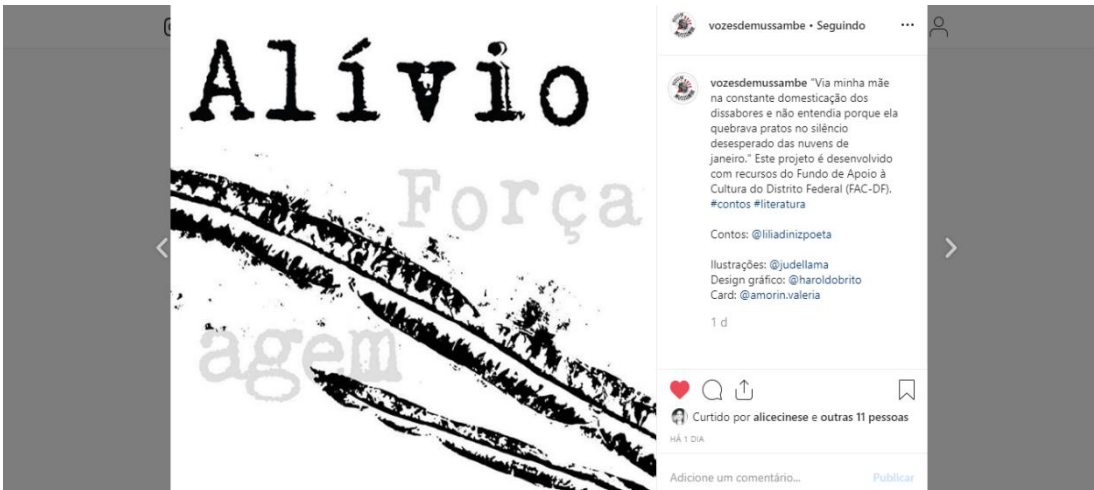 Alívio
Força
agem
vozesdemussambe • Seguindo
vozesdemussambe "Via minha mãe
na constante domesticação dos
dissabores e não entendia porque ela
quebrava pratos no silêncio
desesperado das nuvens de
janeiro." Este projeto é desenvolvido
com recursos do Fundo de Apoio à
Cultura do Distrito Federal (FAC-DF).
#contos #literatura
Contos: @liliadinizpoeta
Ilustrações: @judellama
Design gráfico: @haroldobrito
Card: @amorin.valeria
1 d
Curtido por alicecinese e outras 11 pessoas
HÁ 1 DIA
Adicione um comentário... Publicar